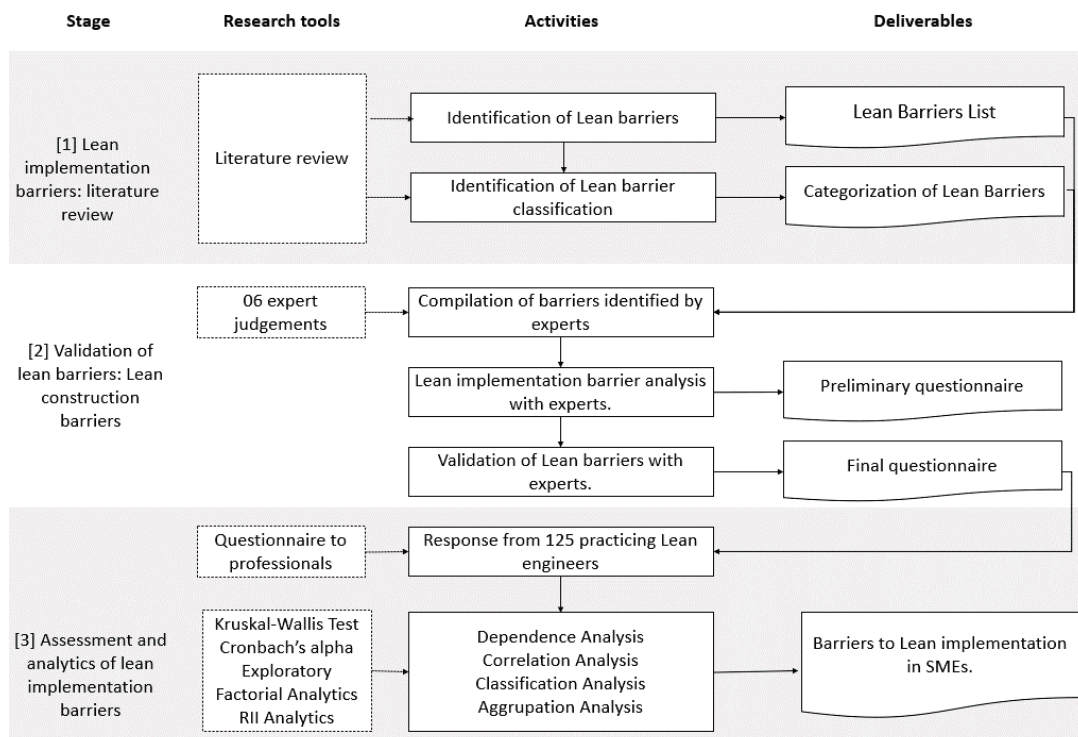 Stage
Research tools
Activities
Deliverables
[1] Lean
implementation
barriers: literature
review
Literature review
Identification of Lean barriers
Lean Barriers List
Identification of Lean barrier
classification
Categorization of Lean Barriers
[2] Validation of
lean barriers: Lean
construction
barriers
06 expert
judgements
Compilation of barriers identified by
experts
Lean implementation barrier analysis
with experts.
Preliminary questionnaire
Validation of Lean barriers with
experts.
Final questionnaire
[3] Assessment and
analytics of lean
implementation
barriers
Questionnaire to
professionals
Response from 125 practicing Lean
engineers
Kruskal-Wallis Test
Cronbach's alpha
Exploratory
Factorial Analytics
RII Analytics
Dependence Analysis
Correlation Analysis
Classification Analysis
Aggrupation Analysis
Barriers to Lean implementation
in SMEs.